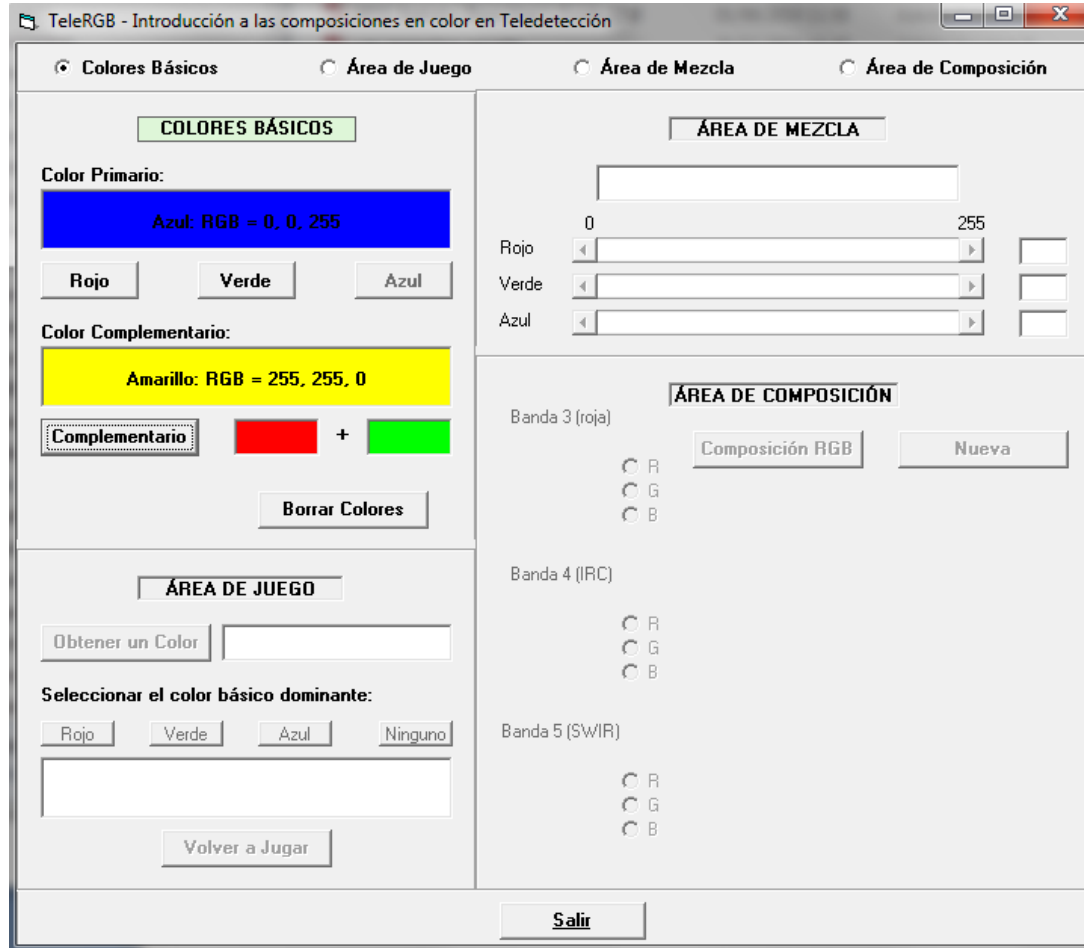 TeleRGB - Introducción a las composiciones en color en Teledetección
Colores Básicos Área de Juego Área de Mezcla Área de Composición
COLORES BÁSICOS
Color Primario:
Azul: RGB = 0, 0, 255
Rojo Verde Azul
Color Complementario:
Amarillo: RGB = 255, 255, 0
Complementario +
Borrar Colores
ÁREA DE JUEGO
Obtener un Color
Seleccionar el color básico dominante:
Rojo Verde Azul Ninguno
Volver a Jugar
ÁREA DE MEZCLA
0 255
Rojo
Verde
Azul
ÁREA DE COMPOSICIÓN
Banda 3 (roja)
Composición RGB Nueva
R
G
B
Banda 4 (IRC)
R
G
B
Banda 5 (SWIR)
R
G
B
Salir